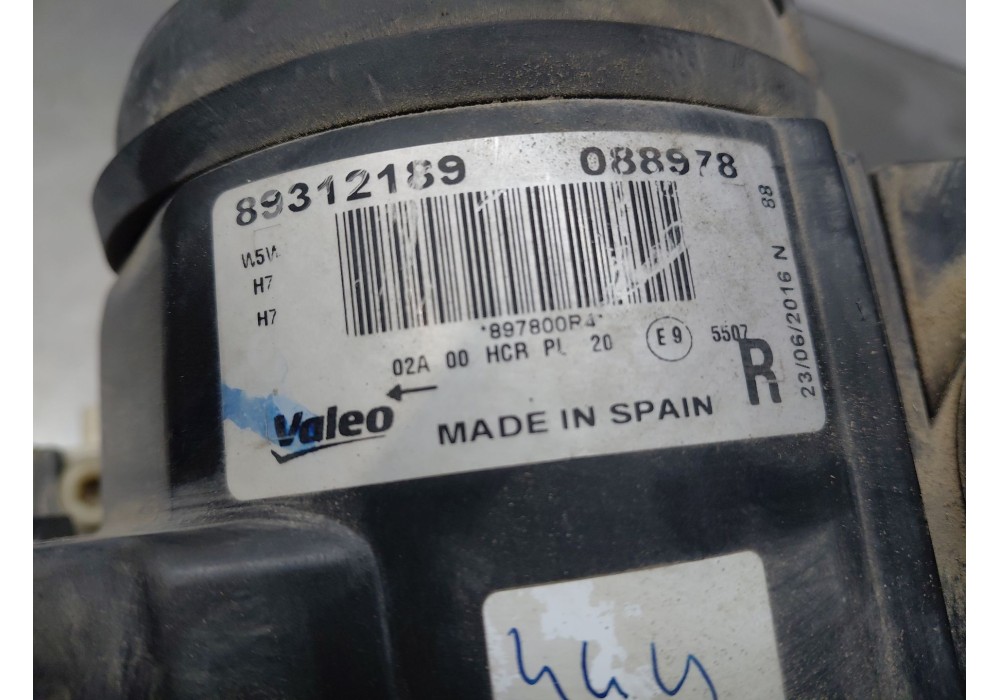 89312189 088978
W5W
H7
H7
88
*897800R4*
02A 00 HCR PL 20 E9 5507
R
23/06/2016 N
Valeo MADE IN SPAIN